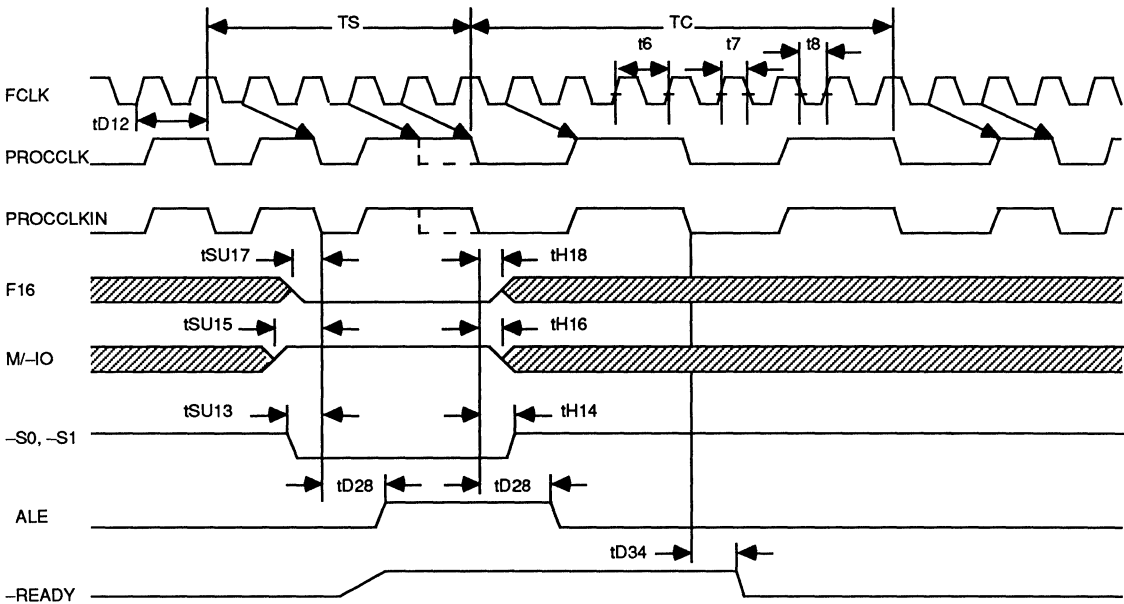 TS TC
t6 t7 t8
FCLK
tD12
PROCCLK
PROCCLKIN
tSU17 tH18
F16
tSU15 tH16
M/–IO
tSU13 tH14
–S0, –S1
tD28 tD28
ALE
tD34
–READY